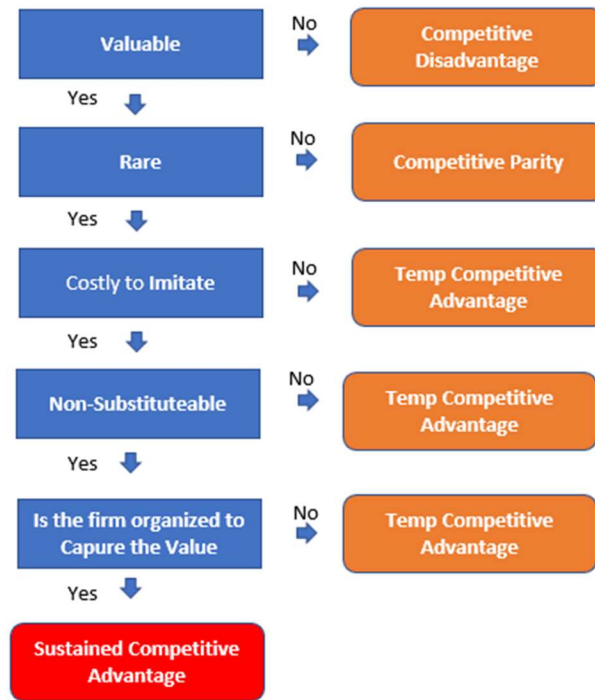 Valuable
No
Competitive
Disadvantage
Yes
Rare
No
Competitive Parity
Yes
Costly to Imitate
No
Temp Competitive
Advantage
Yes
Non-Substituteable
No
Temp Competitive
Advantage
Yes
Is the firm organized to
Capure the Value
No
Temp Competitive
Advantage
Yes
Sustained Competitive
Advantage